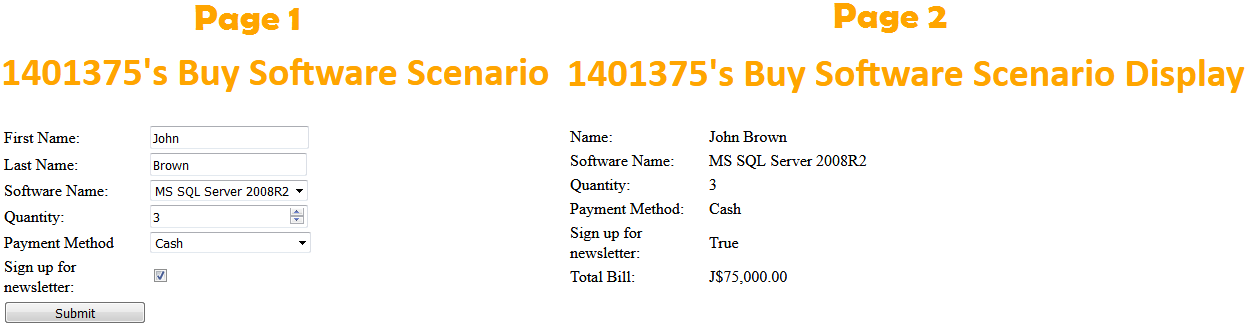 Page 1
1401375's Buy Software Scenario
First Name: John
Last Name: Brown
Software Name: MS SQL Server 2008R2
Quantity: 3
Payment Method Cash
Sign up for
newsletter:
Submit
Page 2
1401375's Buy Software Scenario Display
Name: John Brown
Software Name: MS SQL Server 2008R2
Quantity: 3
Payment Method: Cash
Sign up for
newsletter: True
Total Bill: J$75,000.00